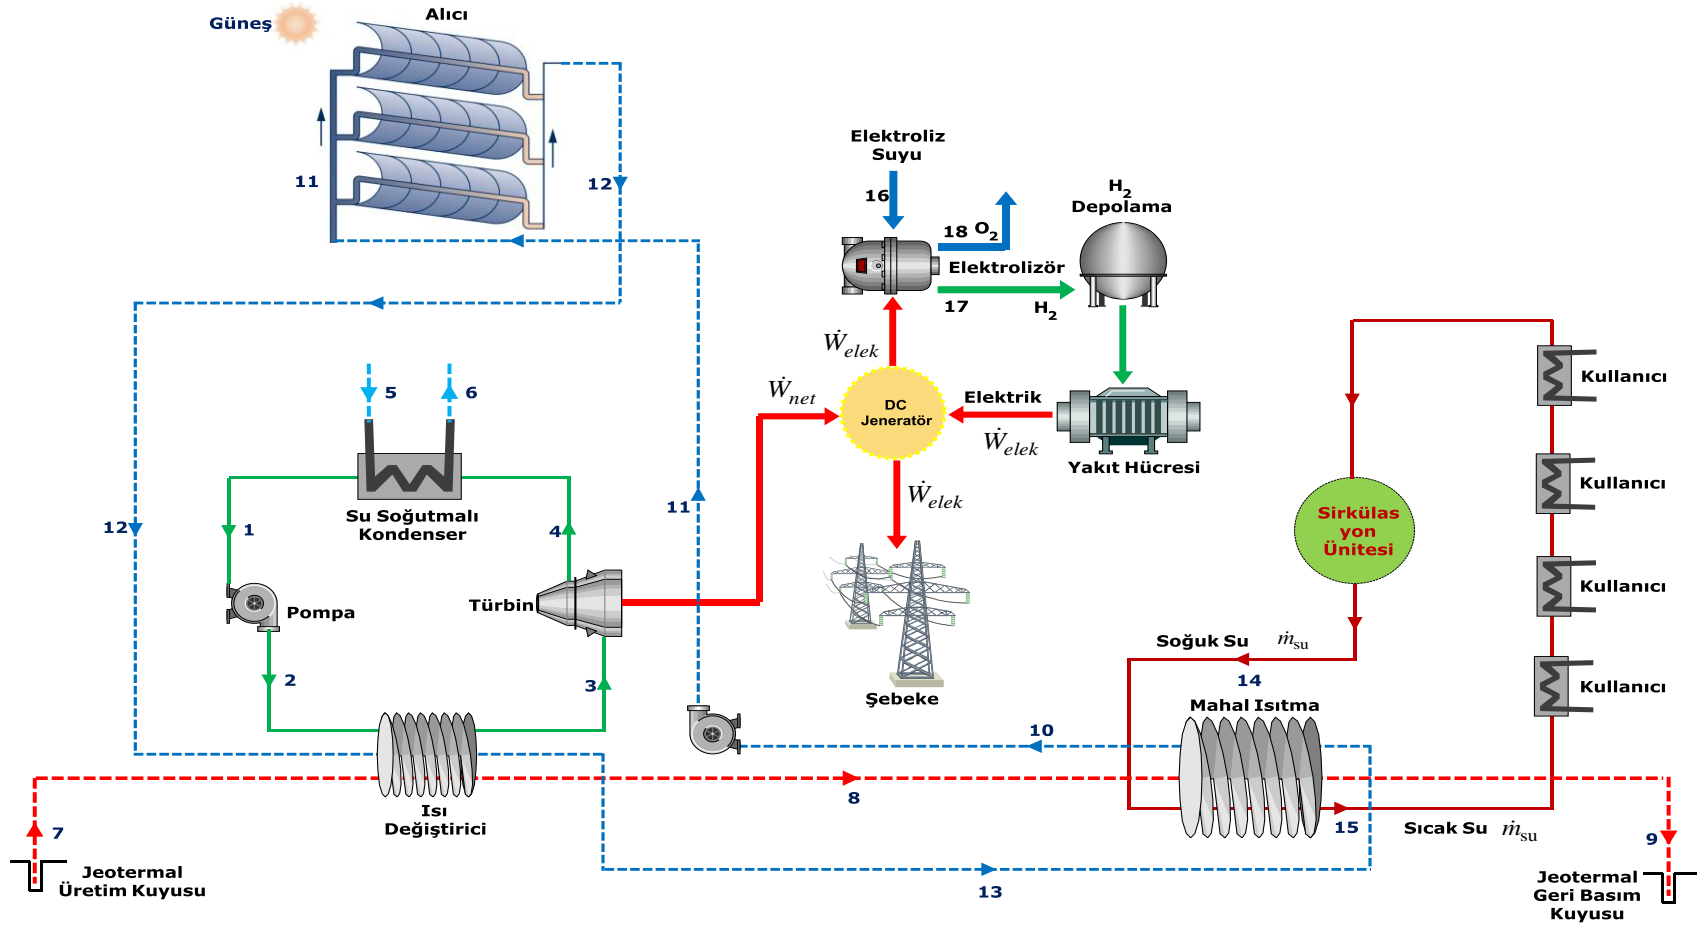 Güneş
Alıcı
11
12
Elektroliz
Suyu
16
H2
Depolama
18 O2
Elektrolizör
17
H2
Ẇelek
Ẇnet
DC
Jeneratör
Elektrik
Ẇelek
Yakıt Hücresi
Ẇelek
Şebeke
5
6
Su Soğutmalı
Kondenser
12
1
4
11
Pompa
Türbin
2
3
Isı
Değiştirici
7
Jeotermal
Üretim Kuyusu
8
10
13
Kullanıcı
Kullanıcı
Kullanıcı
Kullanıcı
Sirkülas
yon
Ünitesi
Soğuk Su ṁsu
14
Mahal Isıtma
15
Sıcak Su ṁsu
9
Jeotermal
Geri Basım
Kuyusu